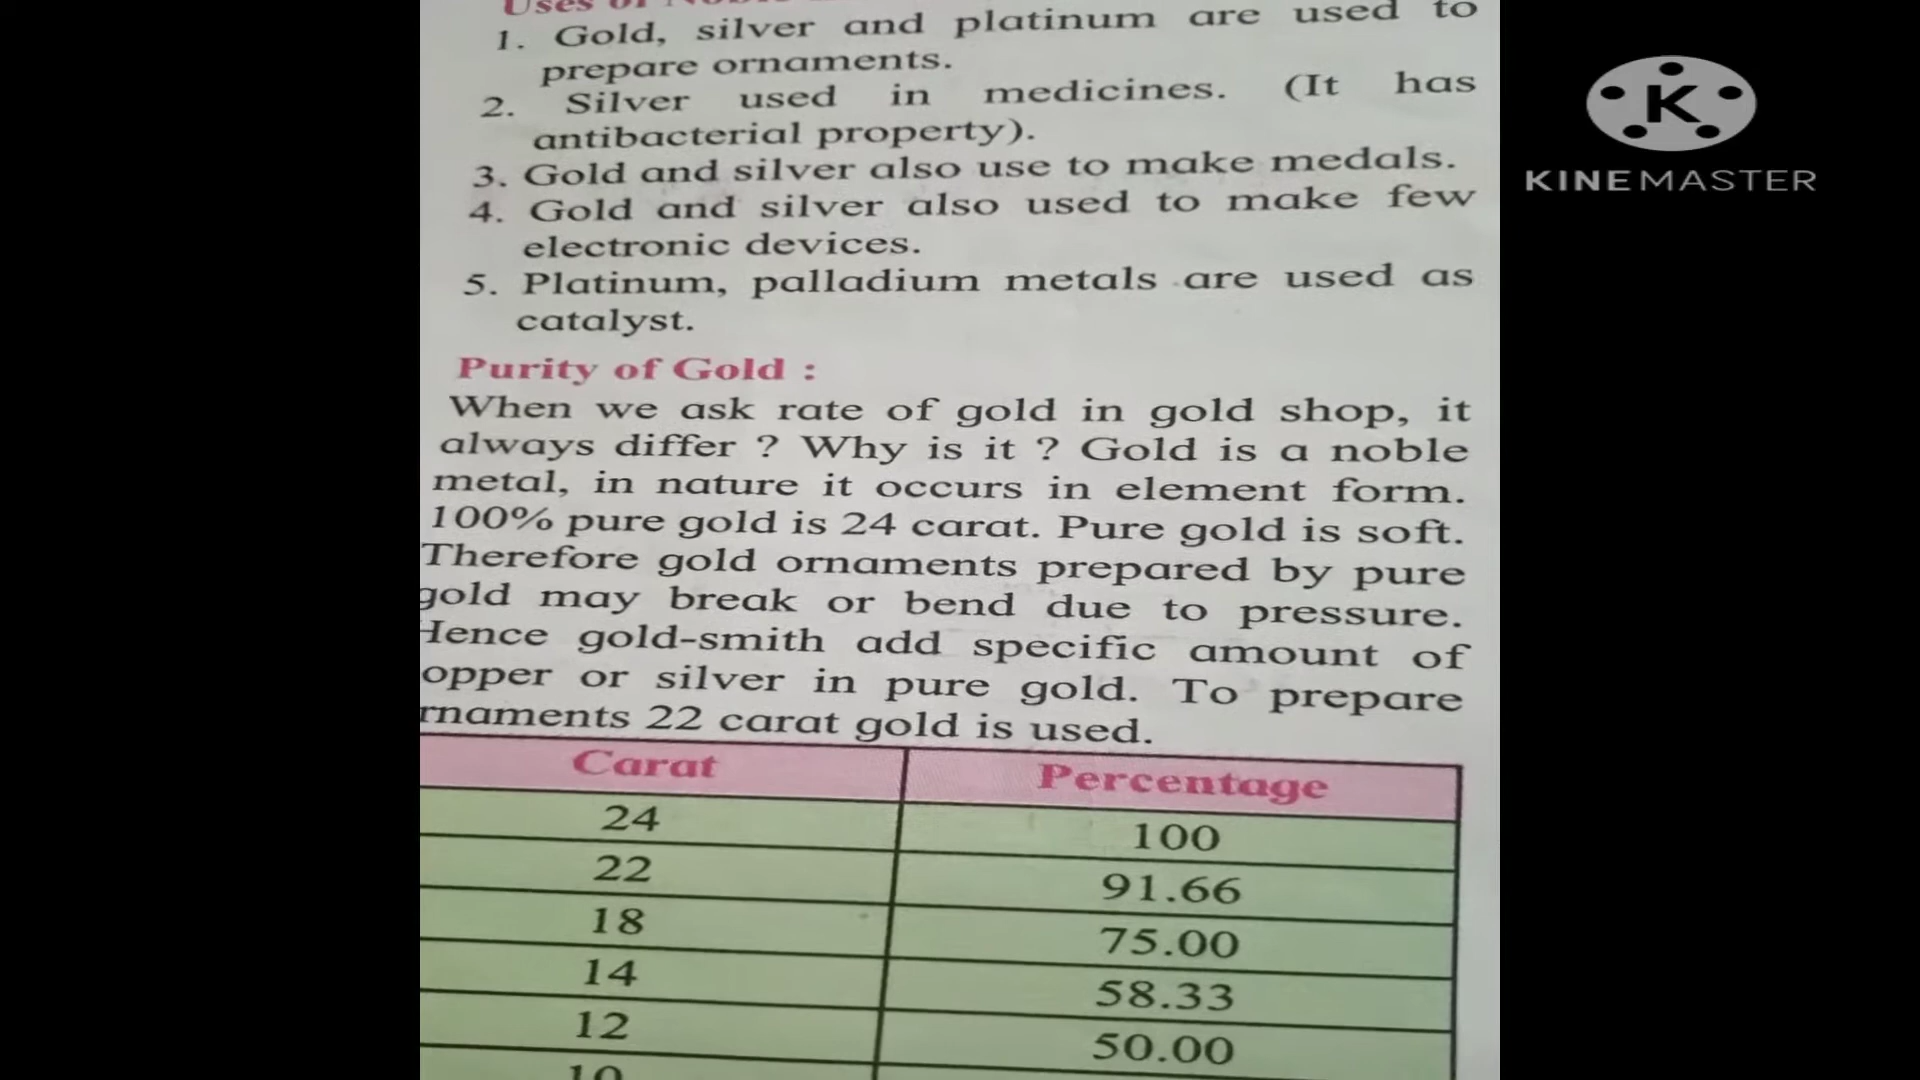 Uses of Noble
1. Gold, silver and platinum are used to
prepare ornaments.
2. Silver used in medicines. (It has
antibacterial property).
3. Gold and silver also use to make medals.
4. Gold and silver also used to make few
electronic devices.
5. Platinum, palladium metals are used as
catalyst.
Purity of Gold :
When we ask rate of gold in gold shop, it
always differ ? Why is it ? Gold is a noble
metal, in nature it occurs in element form.
100% pure gold is 24 carat. Pure gold is soft.
Therefore gold ornaments prepared by pure
gold may break or bend due to pressure.
Hence gold-smith add specific amount of
opper or silver in pure gold. To prepare
rnaments 22 carat gold is used.
Carat Percentage
24 100
22 91.66
18 75.00
14 58.33
12 50.00
10
K
KINEMASTER